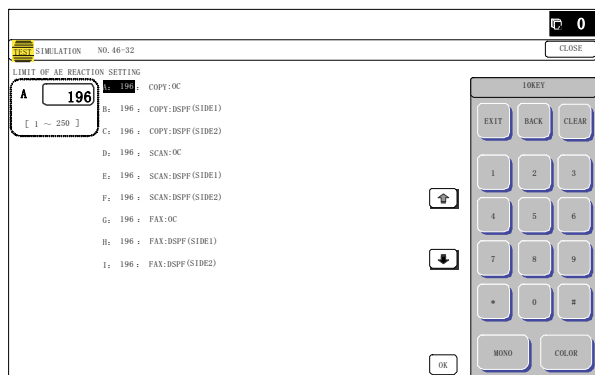 0
TEST SIMULATION NO.46-32 CLOSE
LIMIT OF AE REACTION SETTING
A 196
[ 1 ~ 250 ]
A: 196 : COPY:OC
B: 196 : COPY:DSPF(SIDE1)
C: 196 : COPY:DSPF(SIDE2)
D: 196 : SCAN:OC
E: 196 : SCAN:DSPF(SIDE1)
F: 196 : SCAN:DSPF(SIDE2)
G: 196 : FAX:OC
H: 196 : FAX:DSPF(SIDE1)
I: 196 : FAX:DSPF(SIDE2)
OK
10KEY
EXIT BACK CLEAR
1 2 3
4 5 6
7 8 9
* 0 #
MONO COLOR